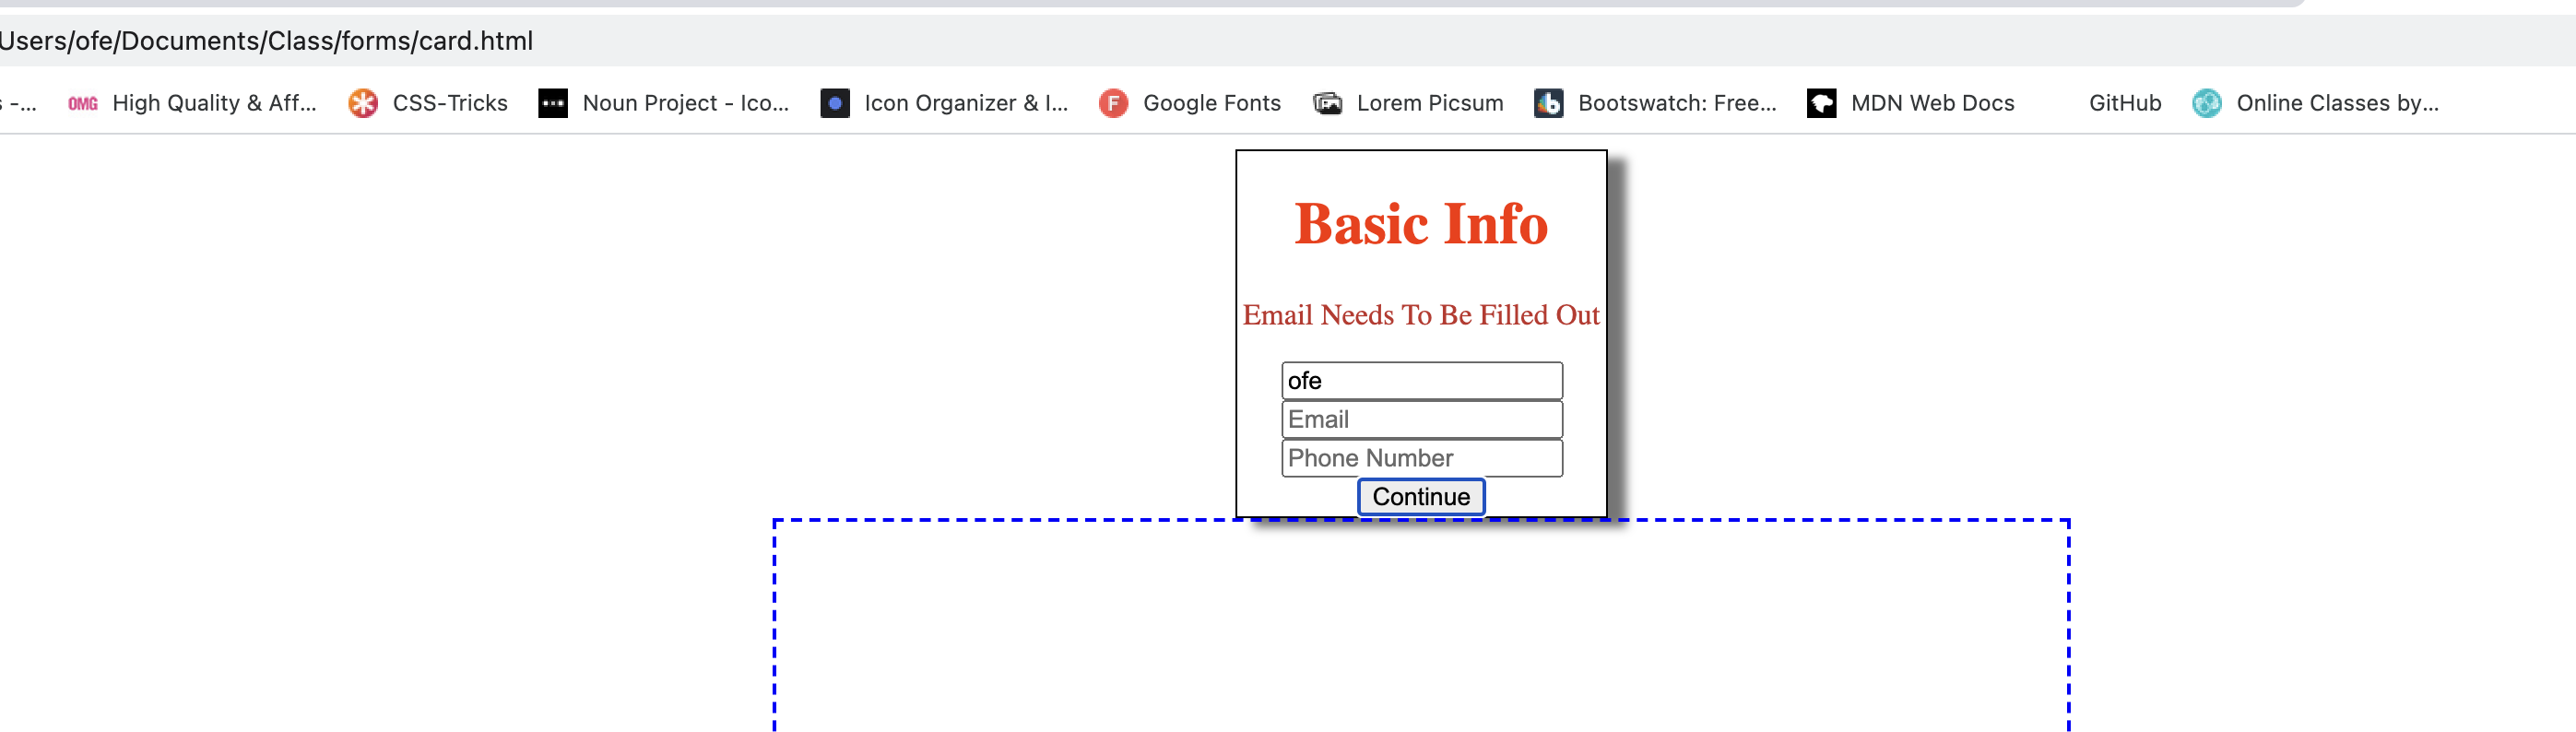 Users/ofe/Documents/Class/forms/card.html
s -... OMG High Quality & Aff... CSS-Tricks Noun Project - Ico... Icon Organizer & I... F Google Fonts Lorem Picsum b Bootswatch: Free... MDN Web Docs GitHub Online Classes by...
Basic Info
Email Needs To Be Filled Out
ofe
Email
Phone Number
Continue